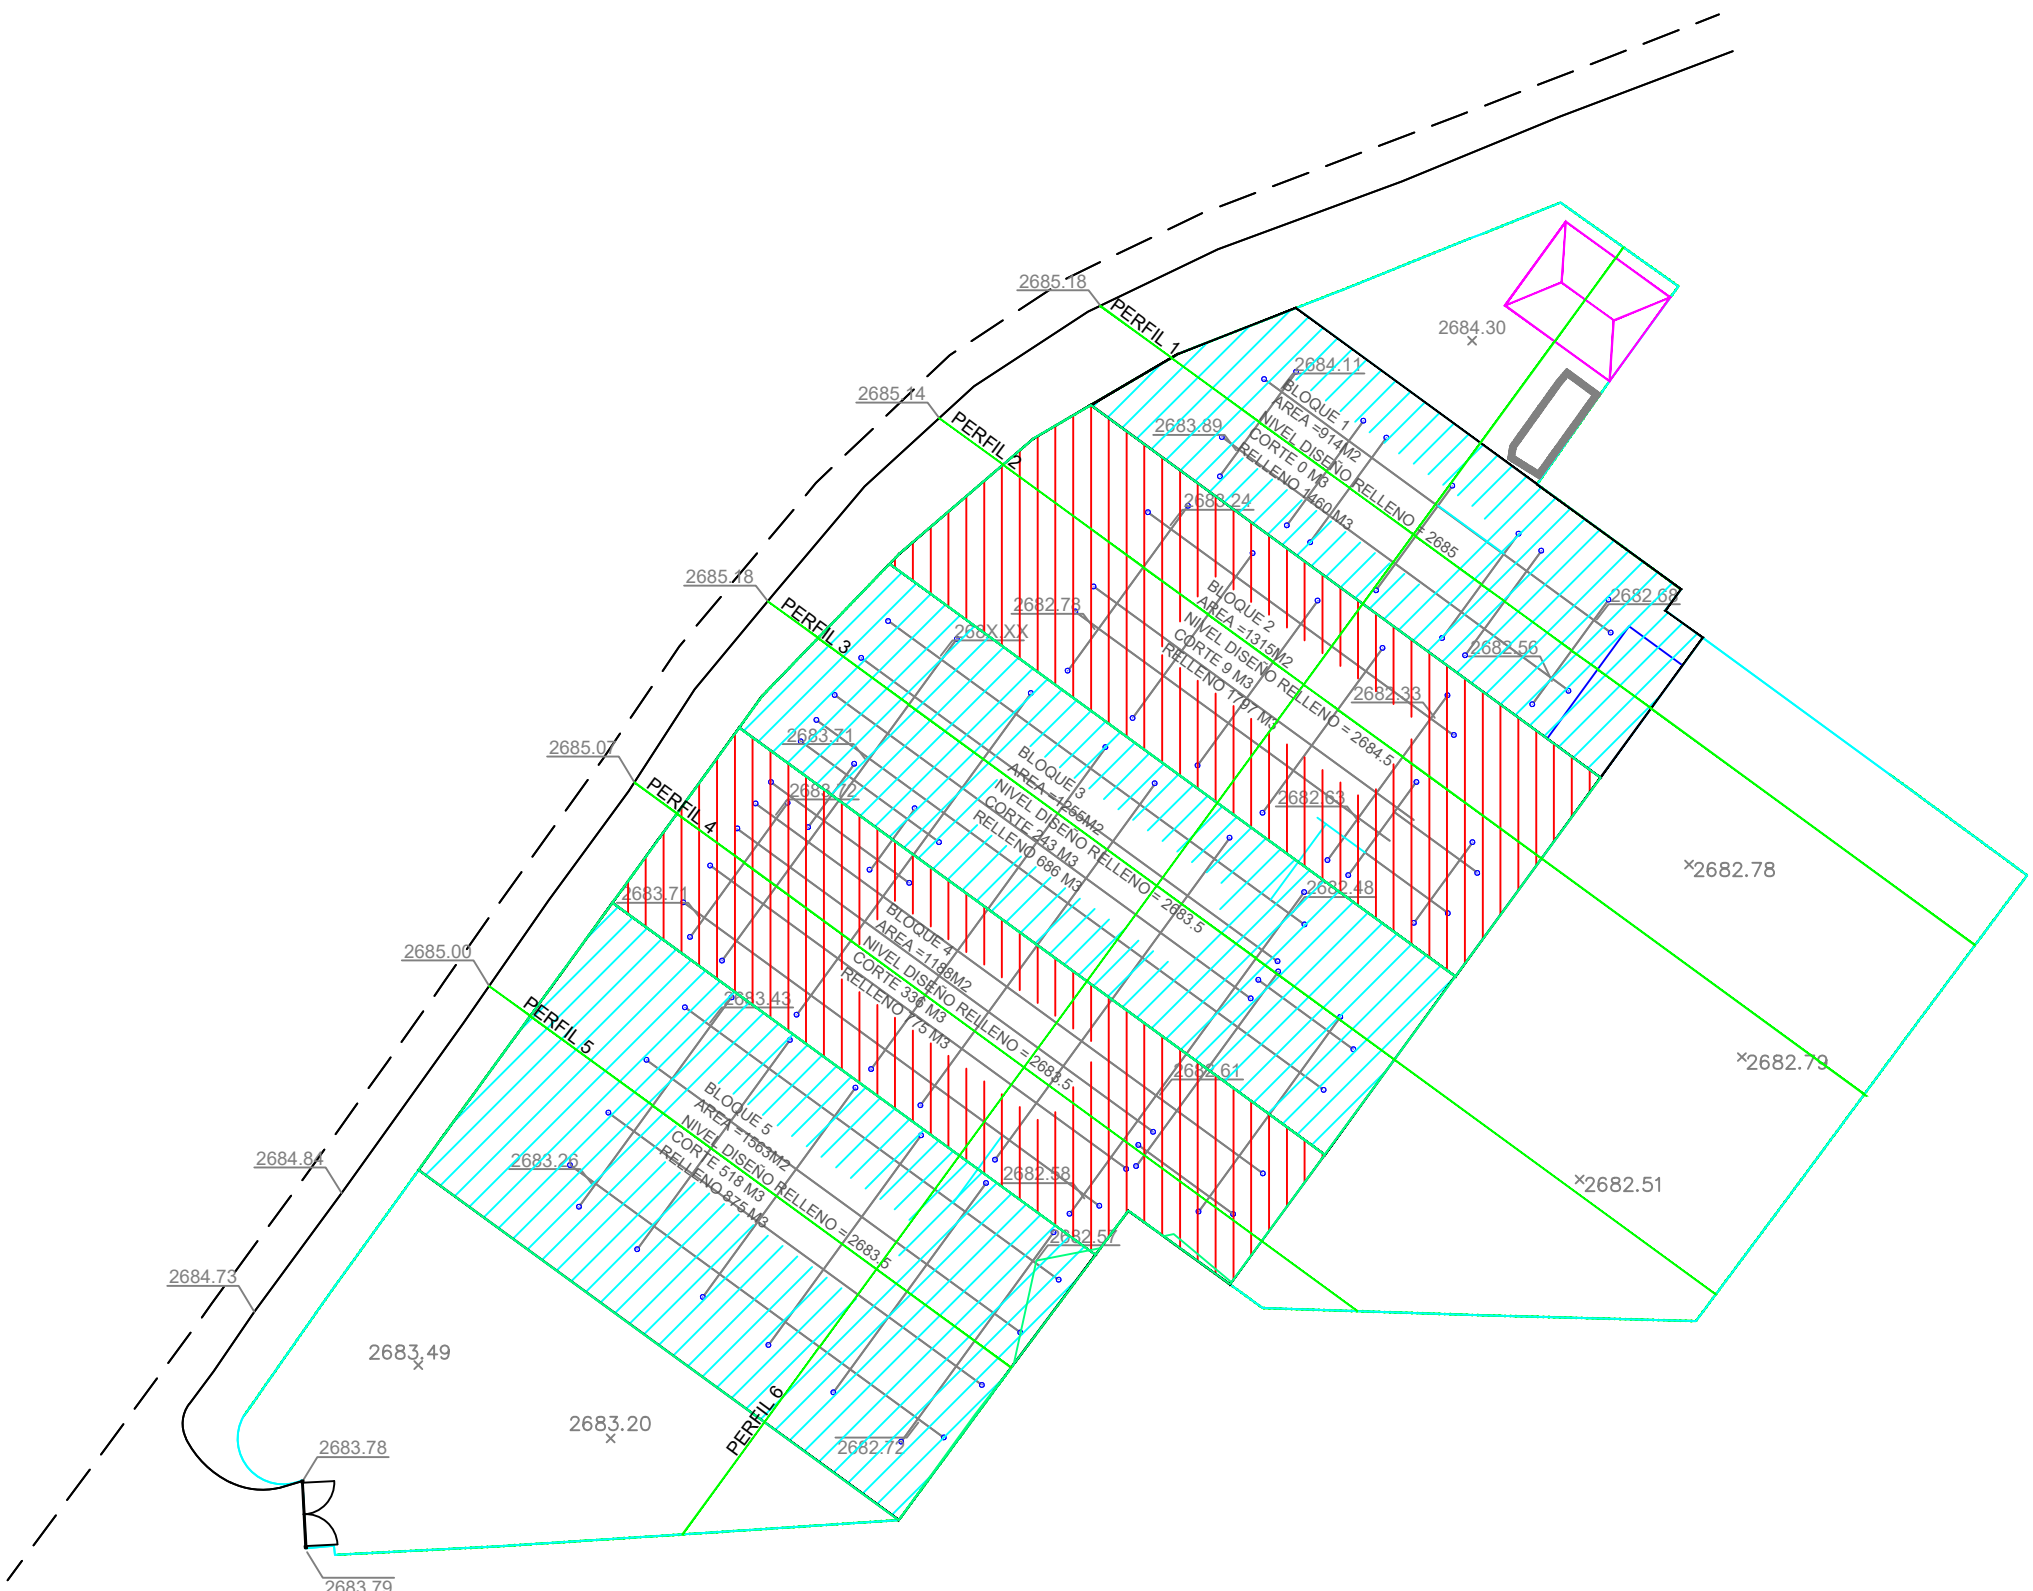 2685.18
PERFIL 1
2684.30
2684.11
BLOQUE 1
AREA =914M2
NIVEL DISEÑO RELLENO = 2685
CORTE 0 M3
RELLENO 1460 M3
2683.89
2685.14
PERFIL 2
2683.24
2682.68
2682.56
2682.73
BLOQUE 2
AREA =1315M2
NIVEL DISEÑO RELLENO = 2684.5
CORTE 9 M3
RELLENO 1797 M3
2682.33
2682.63
2685.18
PERFIL 3
268X.XX
2683.71
BLOQUE 3
AREA =1255M2
NIVEL DISEÑO RELLENO = 2683.5
CORTE 243 M3
RELLENO 686 M3
2682.48
2682.78
2685.07
PERFIL 4
2683.72
2683.71
BLOQUE 4
AREA =1188M2
NIVEL DISEÑO RELLENO = 2683.5
CORTE 336 M3
RELLENO 775 M3
2682.61
2682.79
2685.00
PERFIL 5
2683.43
BLOQUE 5
AREA =1563M2
NIVEL DISEÑO RELLENO = 2683.5
CORTE 518 M3
RELLENO 875 M3
2683.26
2682.58
2682.51
2682.57
2684.84
2684.73
2683.49
2683.20
PERFIL 6
2682.72
2683.78
2683.79